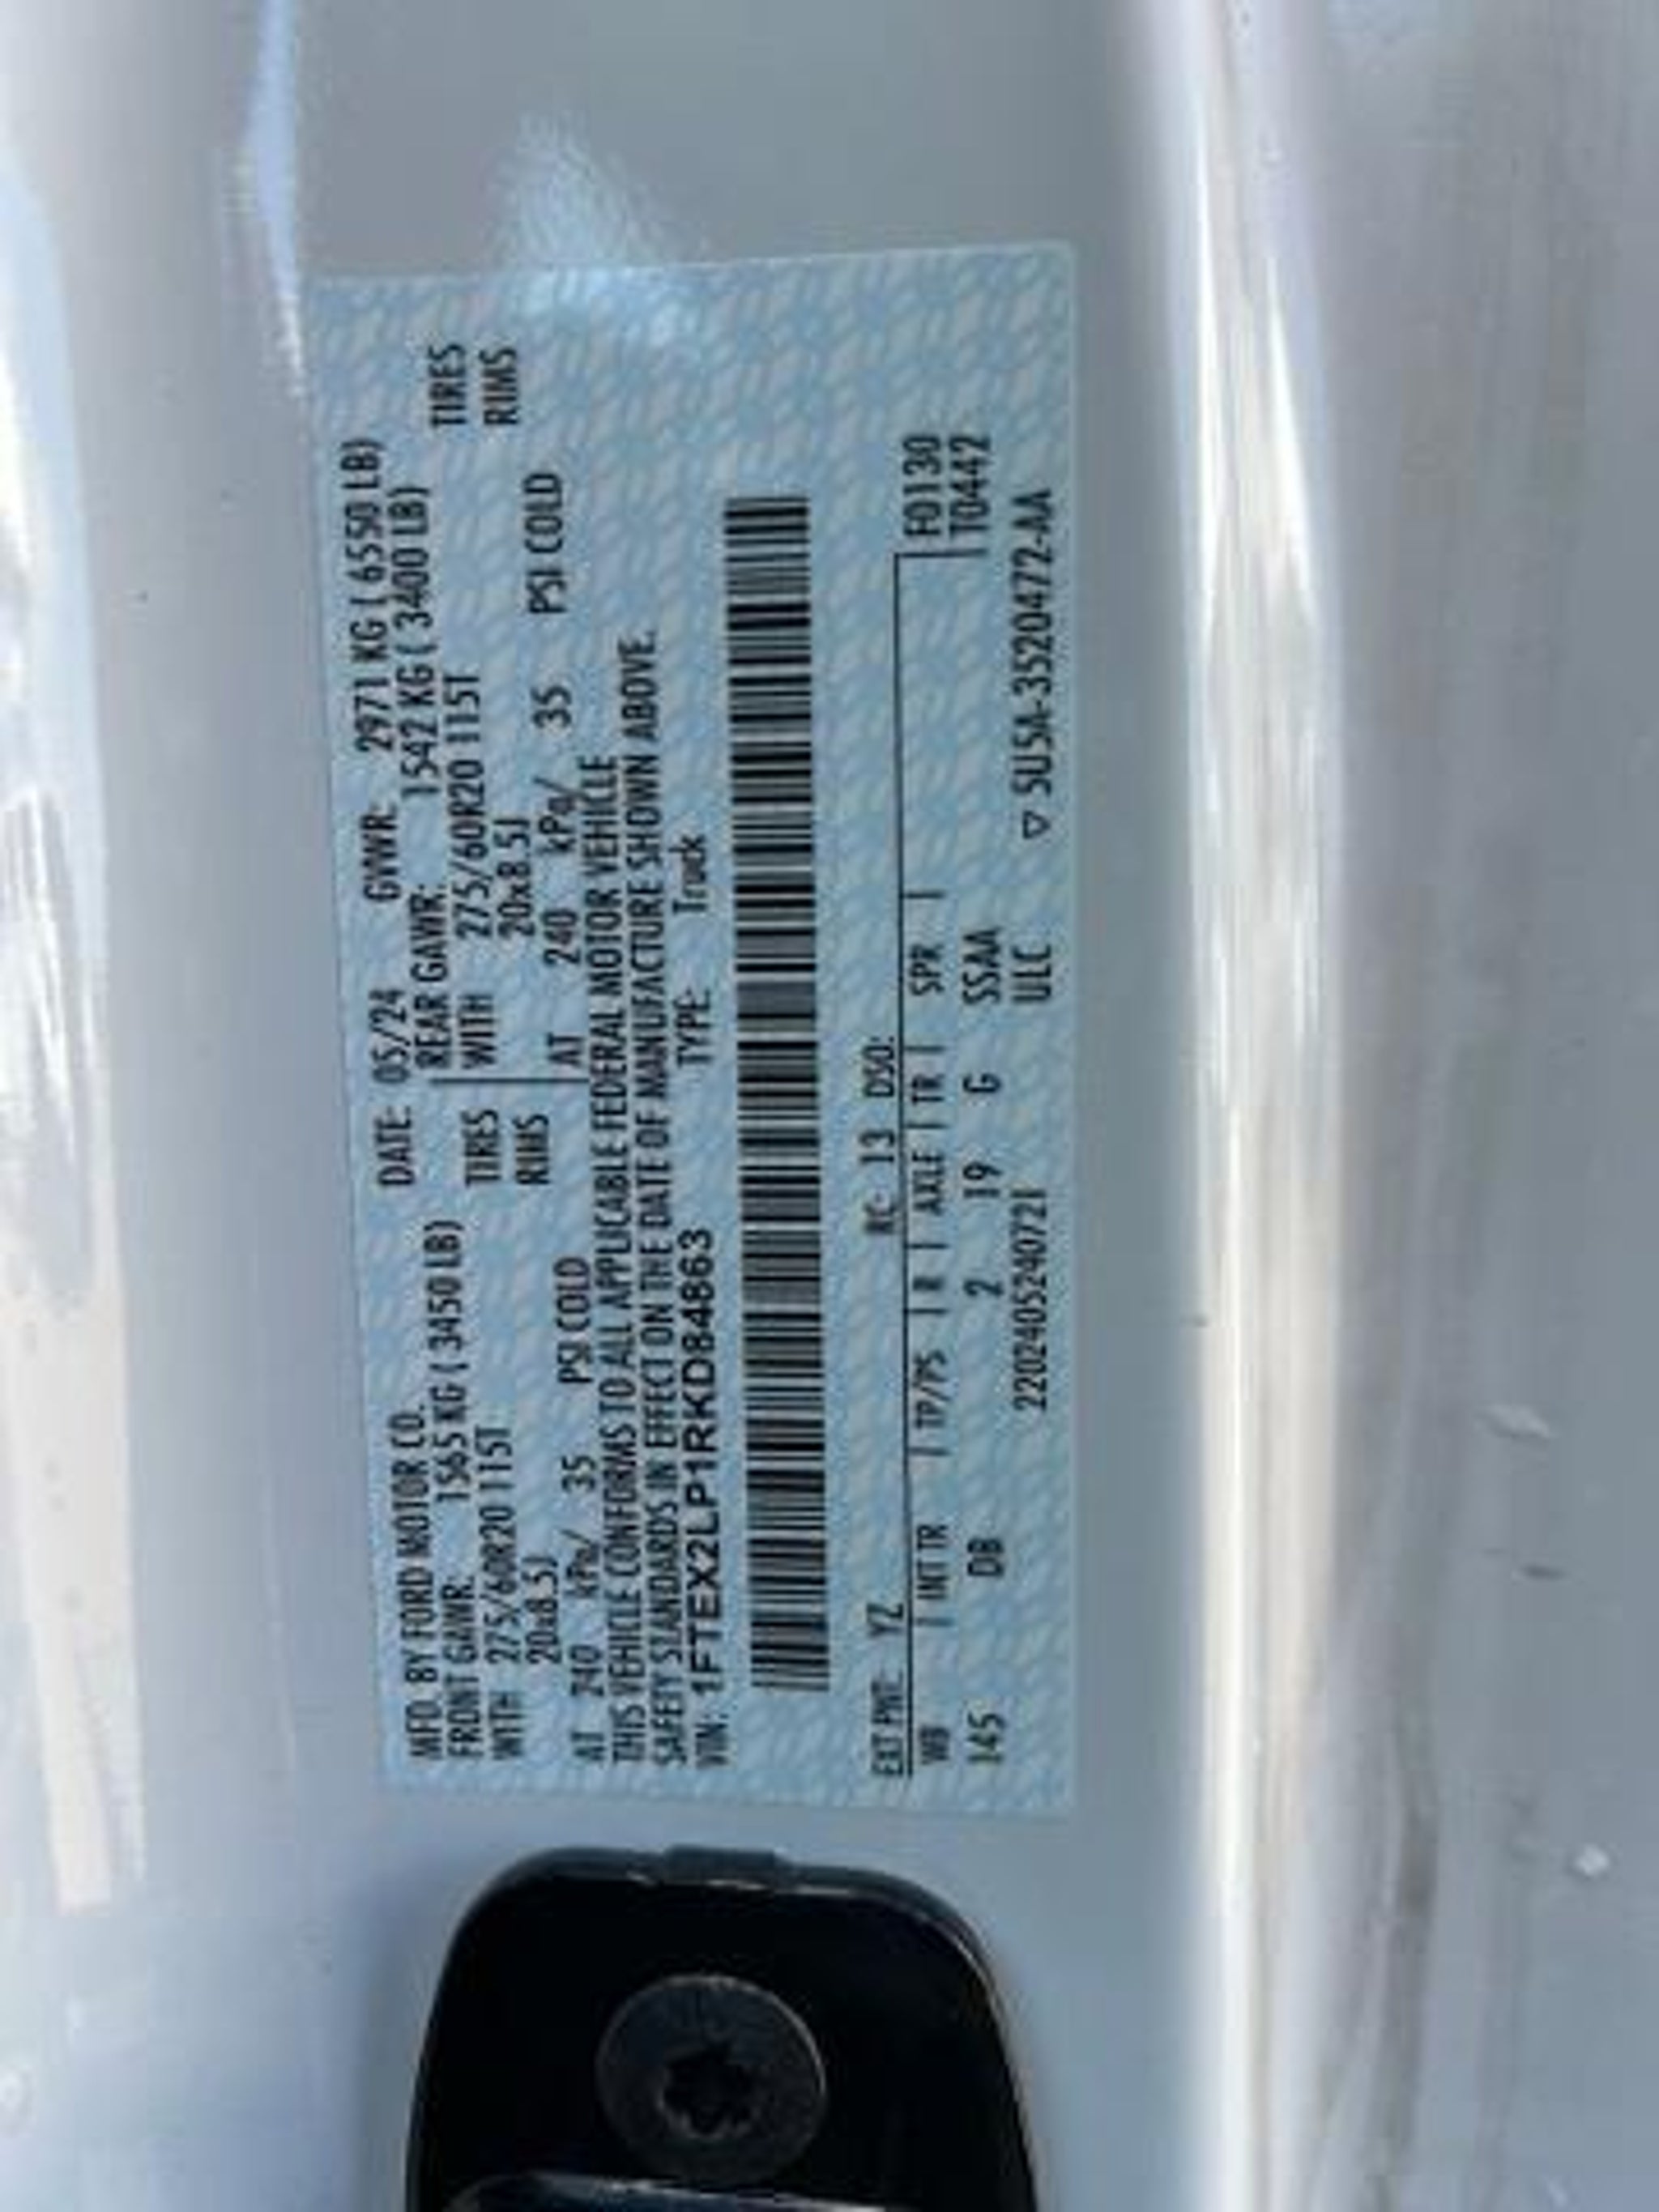 MFD. BY FORD MOTOR CO. DATE: 05/24 GVWR: 2971 KG ( 6550 LB)
FRONT GAWR: 1565 KG ( 3450 LB) REAR GAWR: 1542 KG ( 3400 LB)
WITH 275/60R20 115T TIRES WITH 275/60R20 115T TIRES
20x8.5J RIMS 20x8.5J RIMS
AT 240 kPa/ 35 PSI COLD AT 240 kPa/ 35 PSI COLD
THIS VEHICLE CONFORMS TO ALL APPLICABLE FEDERAL MOTOR VEHICLE
SAFETY STANDARDS IN EFFECT ON THE DATE OF MANUFACTURE SHOWN ABOVE.
VIN: 1FTEX2LP1RKD84863 TYPE: Truck
EXT PNT: YZ RC: 13 DSO:
WB | INT TR | TP/PS | R | AXLE | TR | SPR | F0130
145 DB 2 19 G SSAA T0442
2202405240721 ULC ▽ 5U5A-3520472-AA